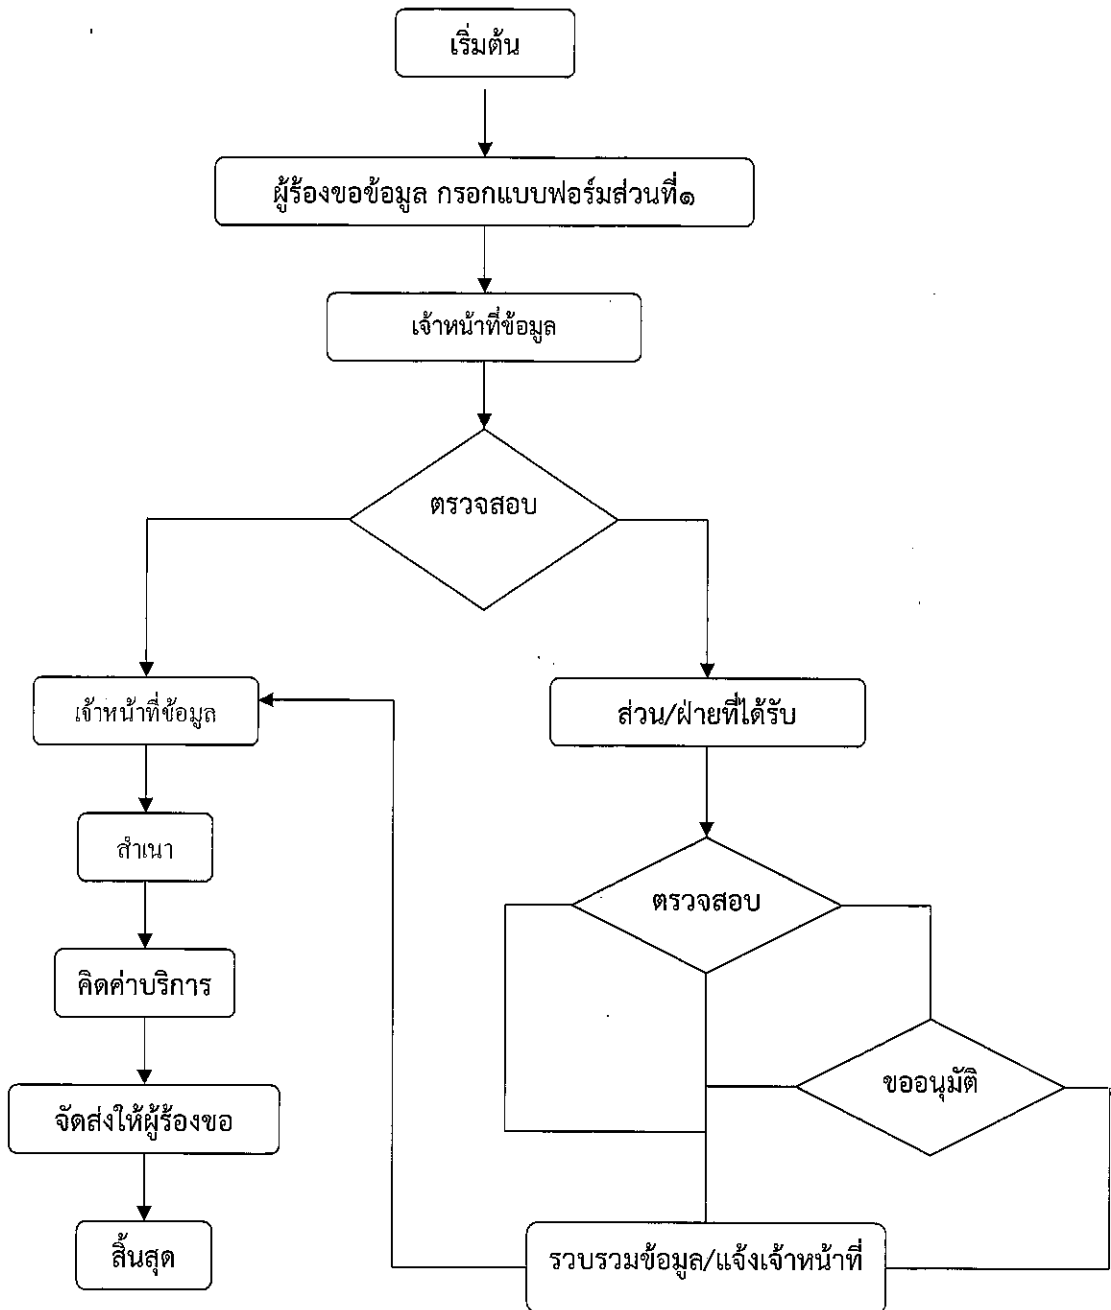 เริ่มต้น
ผู้ร้องขอข้อมูล กรอกแบบฟอร์มส่วนที่๑
เจ้าหน้าที่ข้อมูล
ตรวจสอบ
เจ้าหน้าที่ข้อมูล
ส่วน/ฝ่ายที่ได้รับ
สำเนา
ตรวจสอบ
คิดค่าบริการ
ขออนุมัติ
จัดส่งให้ผู้ร้องขอ
สิ้นสุด
รวบรวมข้อมูล/แจ้งเจ้าหน้าที่